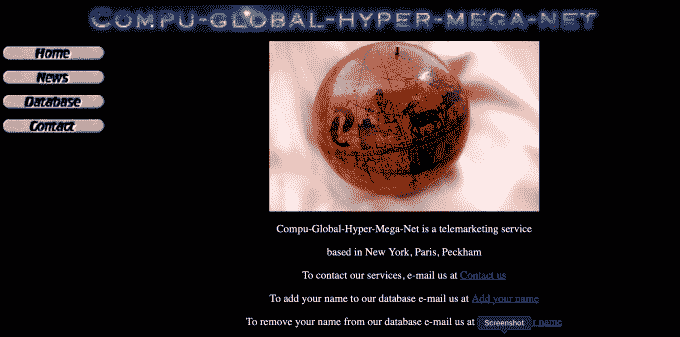 COMPU-GLOBAL-HYPER-MEGA-NET
Home
News
Database
Contact
Compu-Global-Hyper-Mega-Net is a telemarketing service
based in New York, Paris, Peckham
To contact our services, e-mail us at Contact us
To add your name to our database e-mail us at Add your name
To remove your name from our database e-mail us at Screenshot name